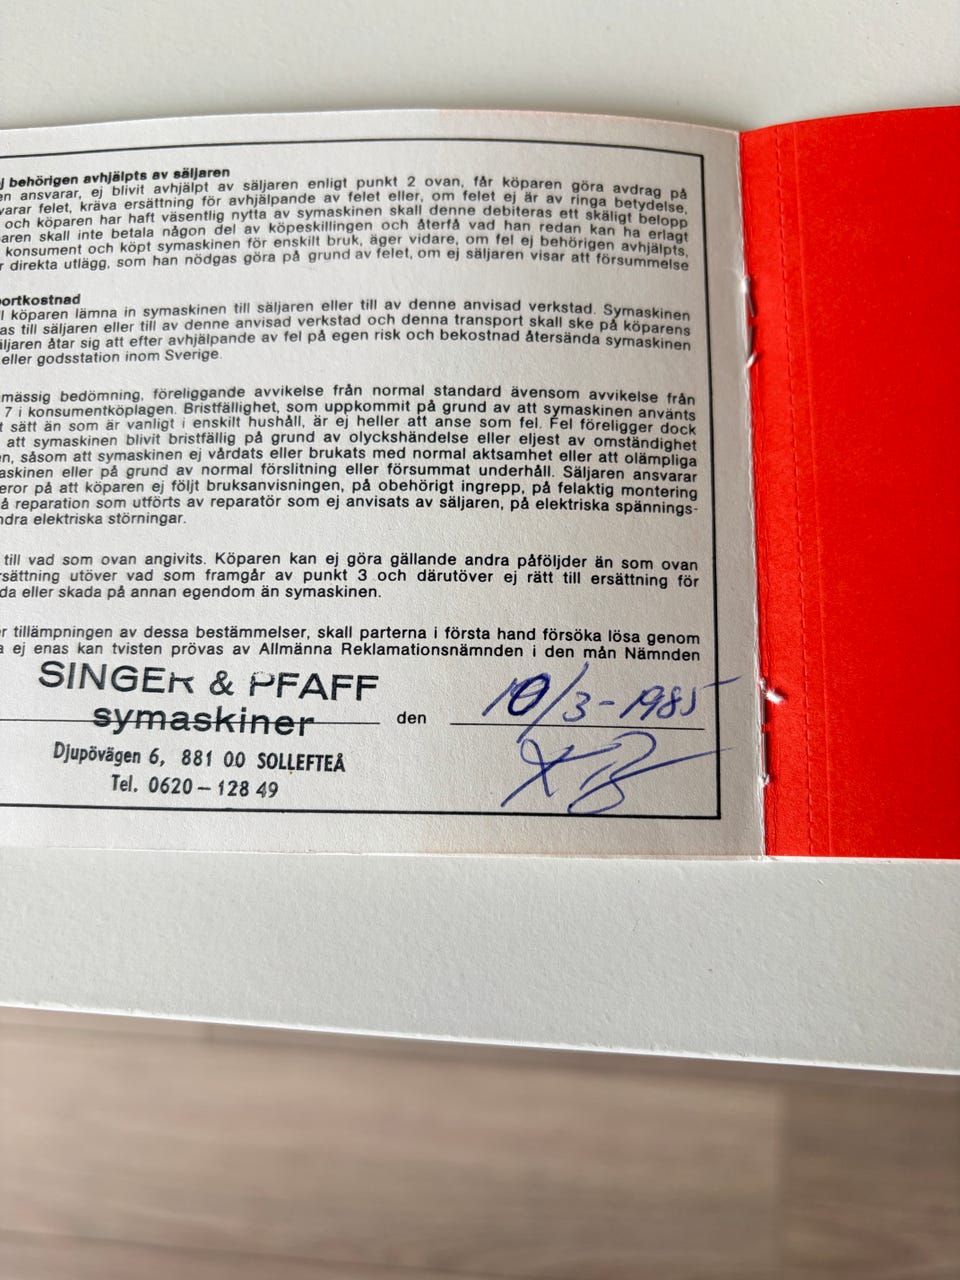 j behörigen avhjälpts av säljaren
en ansvarar, ej blivit avhjälpt av säljaren enligt punkt 2 ovan, får köparen göra avdrag på
varar felet, kräva ersättning för avhjälpande av felet eller, om felet ej är av ringa betydelse,
och köparen har haft väsentlig nytta av symaskinen skall denne debiteras ett skäligt belopp
aren skall inte betala någon del av köpeskillingen och återfå vad han redan kan ha erlagt
konsument och köpt symaskinen för enskilt bruk, äger vidare, om fel ej behörigen avhjälpts,
r direkta utlägg, som han nödgas göra på grund av felet, om ej säljaren visar att försummelse
portkostnad
ll köparen lämna in symaskinen till säljaren eller till av denne anvisad verkstad. Symaskinen
as till säljaren eller till av denne anvisad verkstad och denna transport skall ske på köparens
äljaren åtar sig att efter avhjälpande av fel på egen risk och bekostnad återsända symaskinen
eller godsstation inom Sverige.
mässig bedömning, föreliggande avvikelse från normal standard ävensom avvikelse från
7 i konsumentköplagen. Bristfällighet, som uppkommit på grund av att symaskinen använts
t sätt än som är vanligt i enskilt hushåll, är ej heller att anse som fel. Fel föreligger dock
att symaskinen blivit bristfällig på grund av olyckshändelse eller eljest av omständighet
en, såsom att symaskinen ej vårdats eller brukats med normal aktsamhet eller att olämpliga
askinen eller på grund av normal förslitning eller försummat underhåll. Säljaren ansvarar
eror på att köparen ej följt bruksanvisningen, på obehörigt ingrepp, på felaktig montering
å reparation som utförts av reparatör som ej anvisats av säljaren, på elektriska spännings-
ndra elektriska störningar.
till vad som ovan angivits. Köparen kan ej göra gällande andra påföljder än som ovan
rsättning utöver vad som framgår av punkt 3 och därutöver ej rätt till ersättning för
da eller skada på annan egendom än symaskinen.
r tillämpningen av dessa bestämmelser, skall parterna i första hand försöka lösa genom
a ej enas kan tvisten prövas av Allmänna Reklamationsnämnden i den mån Nämnden
SINGER & PFAFF
symaskiner
den 10/3-1985
Djupövägen 6, 881 00 SOLLEFTEÅ
Tel. 0620-128 49